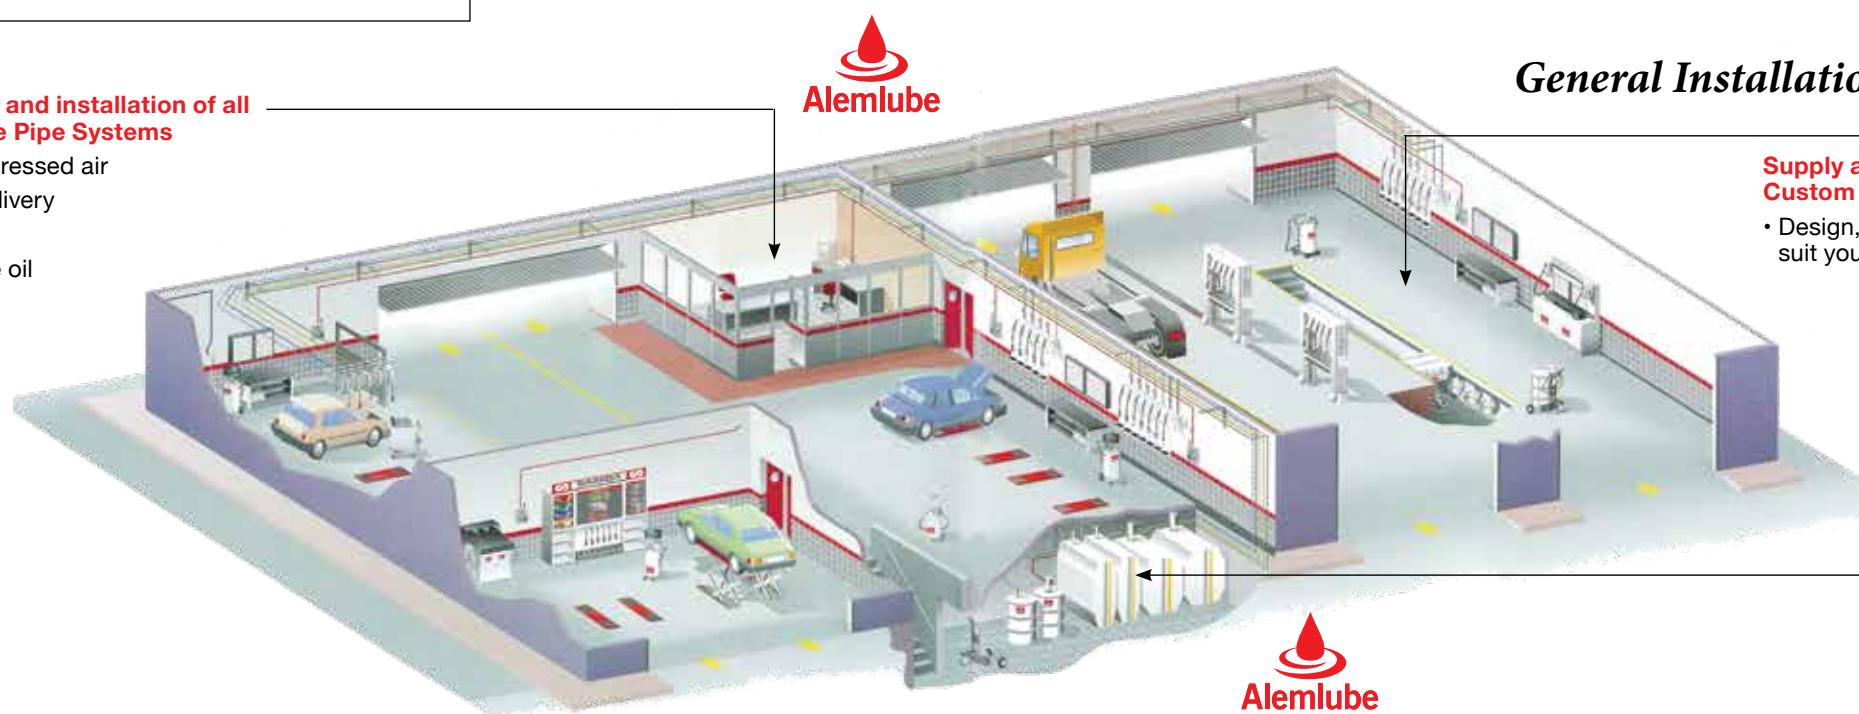 Alemlube
General Installatio
and installation of all
e Pipe Systems
ressed air
livery
oil
Supply a
Custom
• Design,
suit you
Alemlube